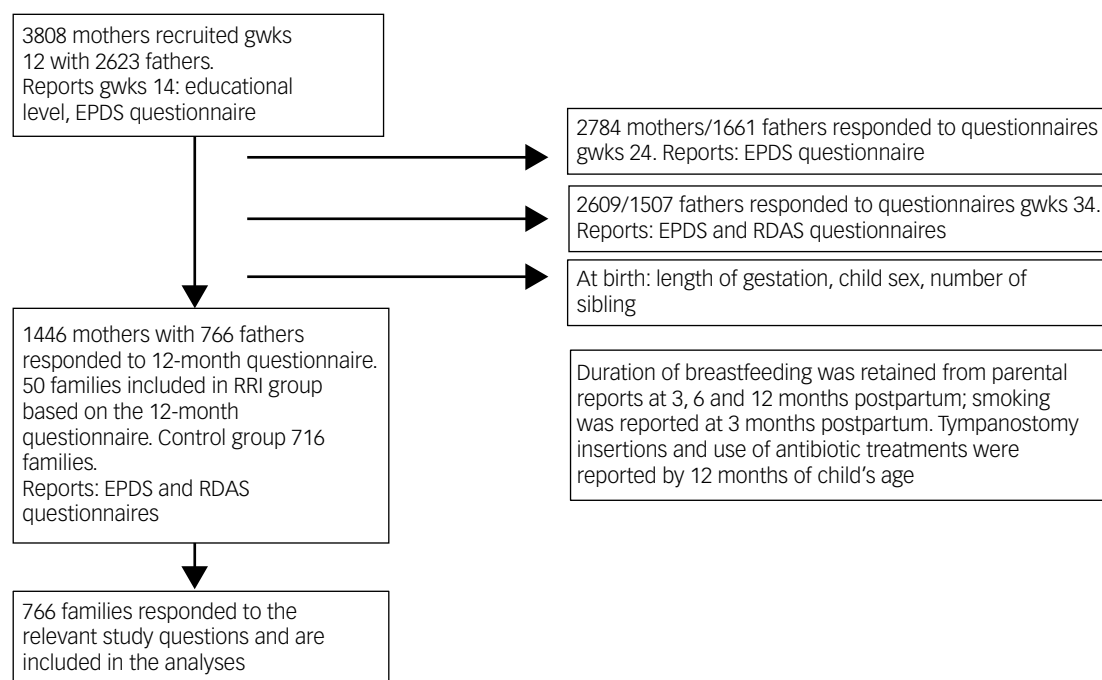 3808 mothers recruited gwks
12 with 2623 fathers.
Reports gwks 14: educational
level, EPDS questionnaire
2784 mothers/1661 fathers responded to questionnaires
gwks 24. Reports: EPDS questionnaire
2609/1507 fathers responded to questionnaires gwks 34.
Reports: EPDS and RDAS questionnaires
At birth: length of gestation, child sex, number of
sibling
1446 mothers with 766 fathers
responded to 12-month questionnaire.
50 families included in RRI group
based on the 12-month
questionnaire. Control group 716
families.
Reports: EPDS and RDAS
questionnaires
Duration of breastfeeding was retained from parental
reports at 3, 6 and 12 months postpartum; smoking
was reported at 3 months postpartum. Tympanostomy
insertions and use of antibiotic treatments were
reported by 12 months of child's age
766 families responded to the
relevant study questions and are
included in the analyses